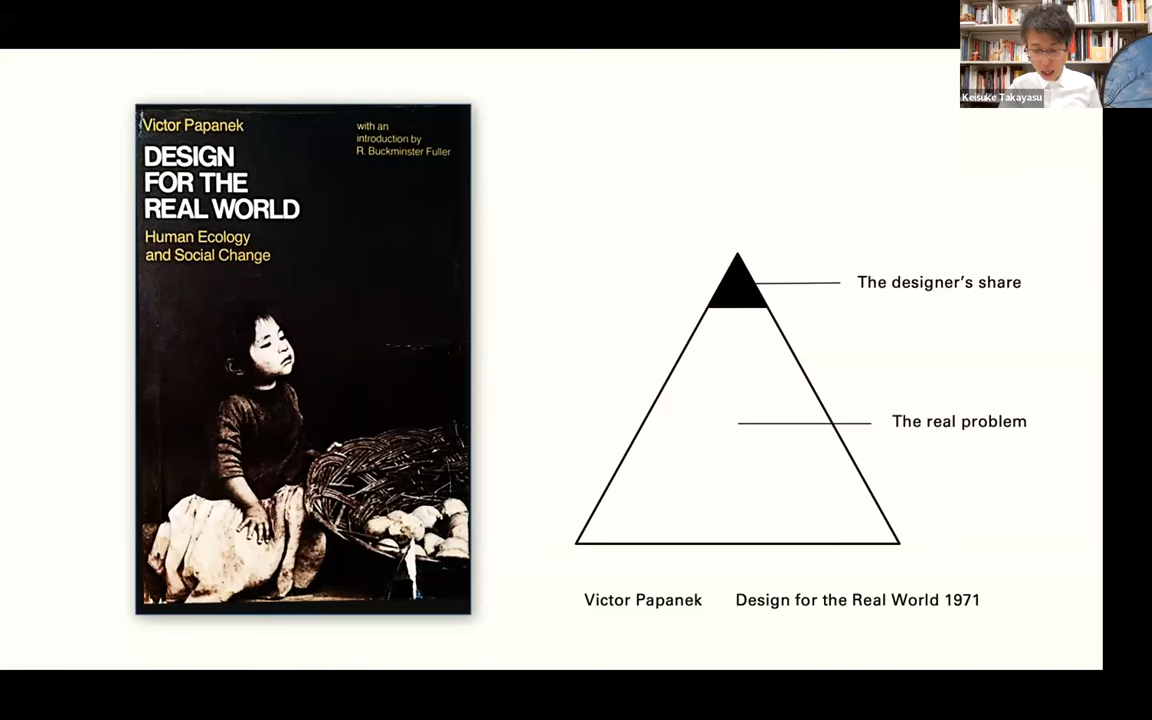 Keisuke Takayasu
Victor Papanek
DESIGN
FOR THE
REAL WORLD
Human Ecology
and Social Change
with an
introduction by
R. Buckminster Fuller
The designer's share
The real problem
Victor Papanek Design for the Real World 1971